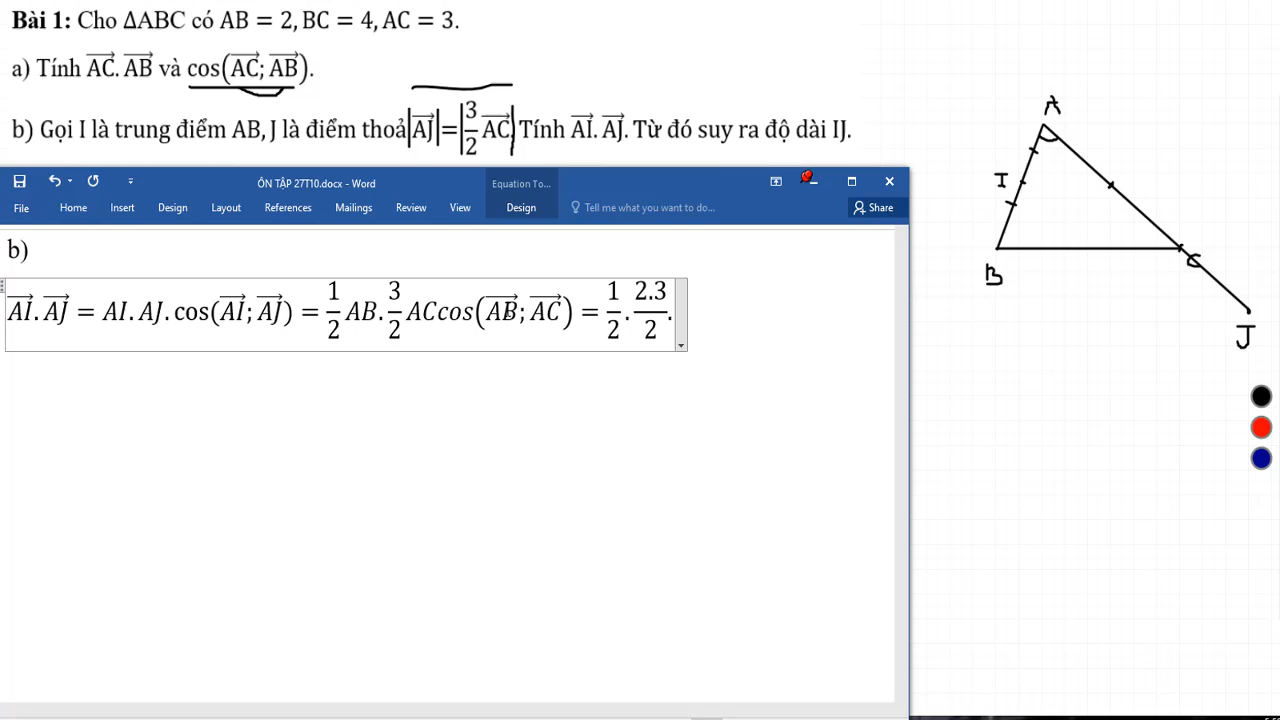 Bài 1: Cho ΔABC có AB = 2, BC = 4, AC = 3.
a) Tính \overrightarrow{AC}.\overrightarrow{AB} và cos(\overrightarrow{AC}; \overrightarrow{AB}).
b) Gọi I là trung điểm AB, J là điểm thoả |\overrightarrow{AJ}| = |\frac{3}{2}\overrightarrow{AC}| Tính \overrightarrow{AI}.\overrightarrow{AJ}. Từ đó suy ra độ dài IJ.
ÔN TẬP 27T10.docx - Word
Equation To...
File Home Insert Design Layout References Mailings Review View Design Tell me what you want to do... Share
b)
\overrightarrow{AI}.\overrightarrow{AJ} = AI.AJ.cos(\overrightarrow{AI}; \overrightarrow{AJ}) = \frac{1}{2}AB.\frac{3}{2}ACcos(\overrightarrow{AB}; \overrightarrow{AC}) = \frac{1}{2}.\frac{2.3}{2}.
A
I
B
C
J